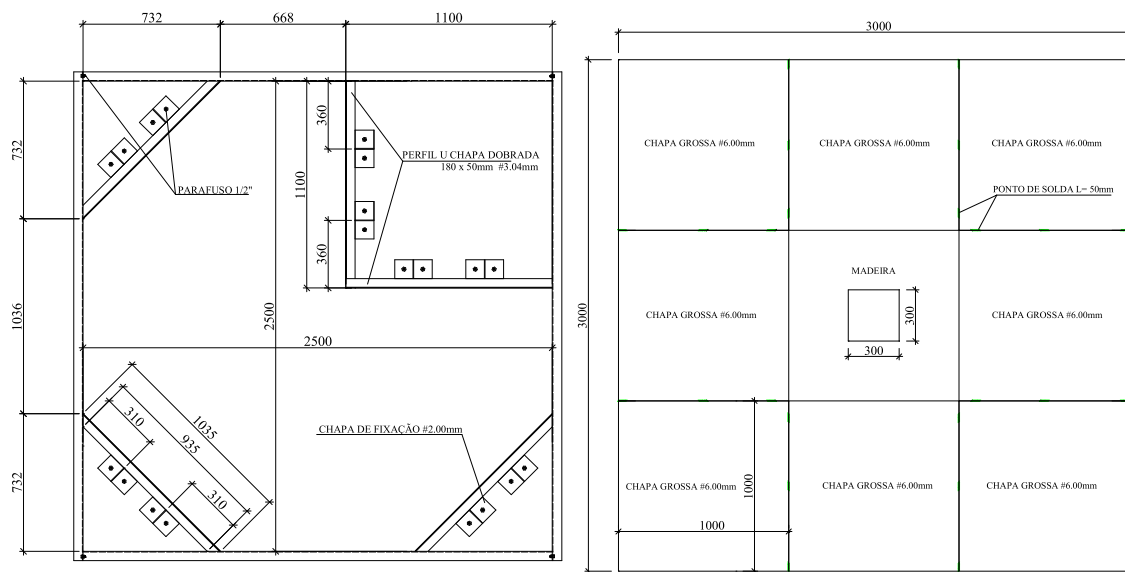 732
668
1100
732
1036
732
360
1100
360
PERFIL U CHAPA DOBRADA
180 x 50mm #3.04mm
PARAFUSO 1/2"
2500
2500
1035
935
310
310
CHAPA DE FIXAÇÃO #2.00mm
3000
3000
CHAPA GROSSA #6.00mm
CHAPA GROSSA #6.00mm
CHAPA GROSSA #6.00mm
PONTO DE SOLDA L= 50mm
MADEIRA
CHAPA GROSSA #6.00mm
300
300
CHAPA GROSSA #6.00mm
CHAPA GROSSA #6.00mm
1000
1000
CHAPA GROSSA #6.00mm
CHAPA GROSSA #6.00mm